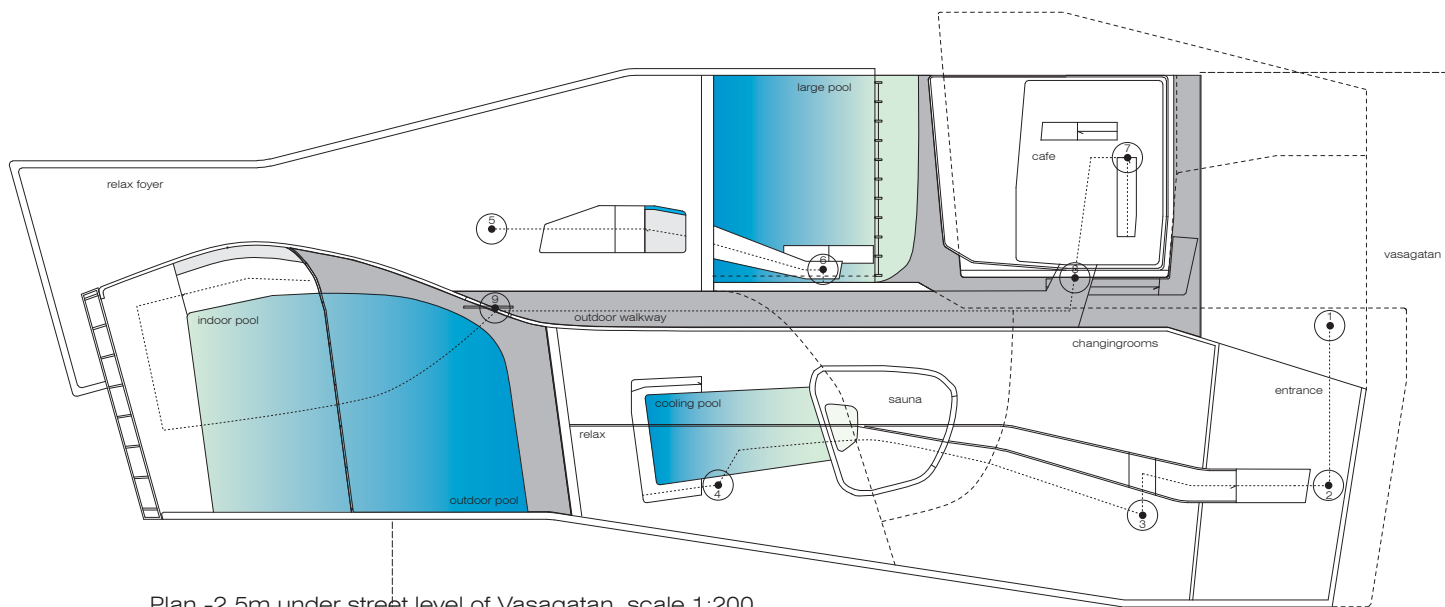 large pool
7
cafe
relax foyer
5
vasagatan
6
8
9
indoor pool
outdoor walkway
1
changingrooms
entrance
cooling pool
sauna
relax
outdoor pool
4
2
3
Plan -2,5m under street level of Vasagatan, scale 1:200